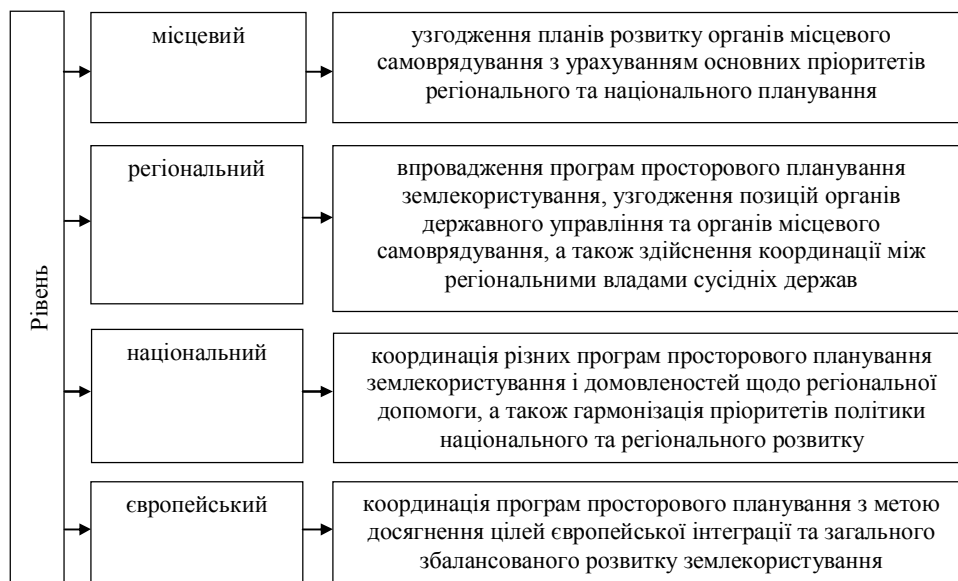 Рівень
місцевий
узгодження планів розвитку органів місцевого
самоврядування з урахуванням основних пріоритетів
регіонального та національного планування
регіональний
впровадження програм просторового планування
землекористування, узгодження позицій органів
державного управління та органів місцевого
самоврядування, а також здійснення координації між
регіональними владами сусідніх держав
національний
координація різних програм просторового планування
землекористування і домовленостей щодо регіональної
допомоги, а також гармонізація пріоритетів політики
національного та регіонального розвитку
європейський
координація програм просторового планування з метою
досягнення цілей європейської інтеграції та загального
збалансованого розвитку землекористування